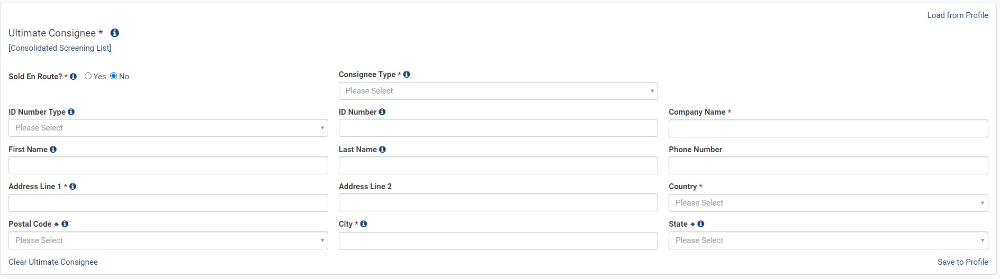 Load from Profile
Ultimate Consignee *
[Consolidated Screening List]
Sold En Route? * Yes No
Consignee Type *
Please Select
ID Number Type
Please Select
ID Number
Company Name *
First Name
Last Name
Phone Number
Address Line 1 *
Address Line 2
Country *
Please Select
Postal Code
Please Select
City *
State
Please Select
Clear Ultimate Consignee
Save to Profile